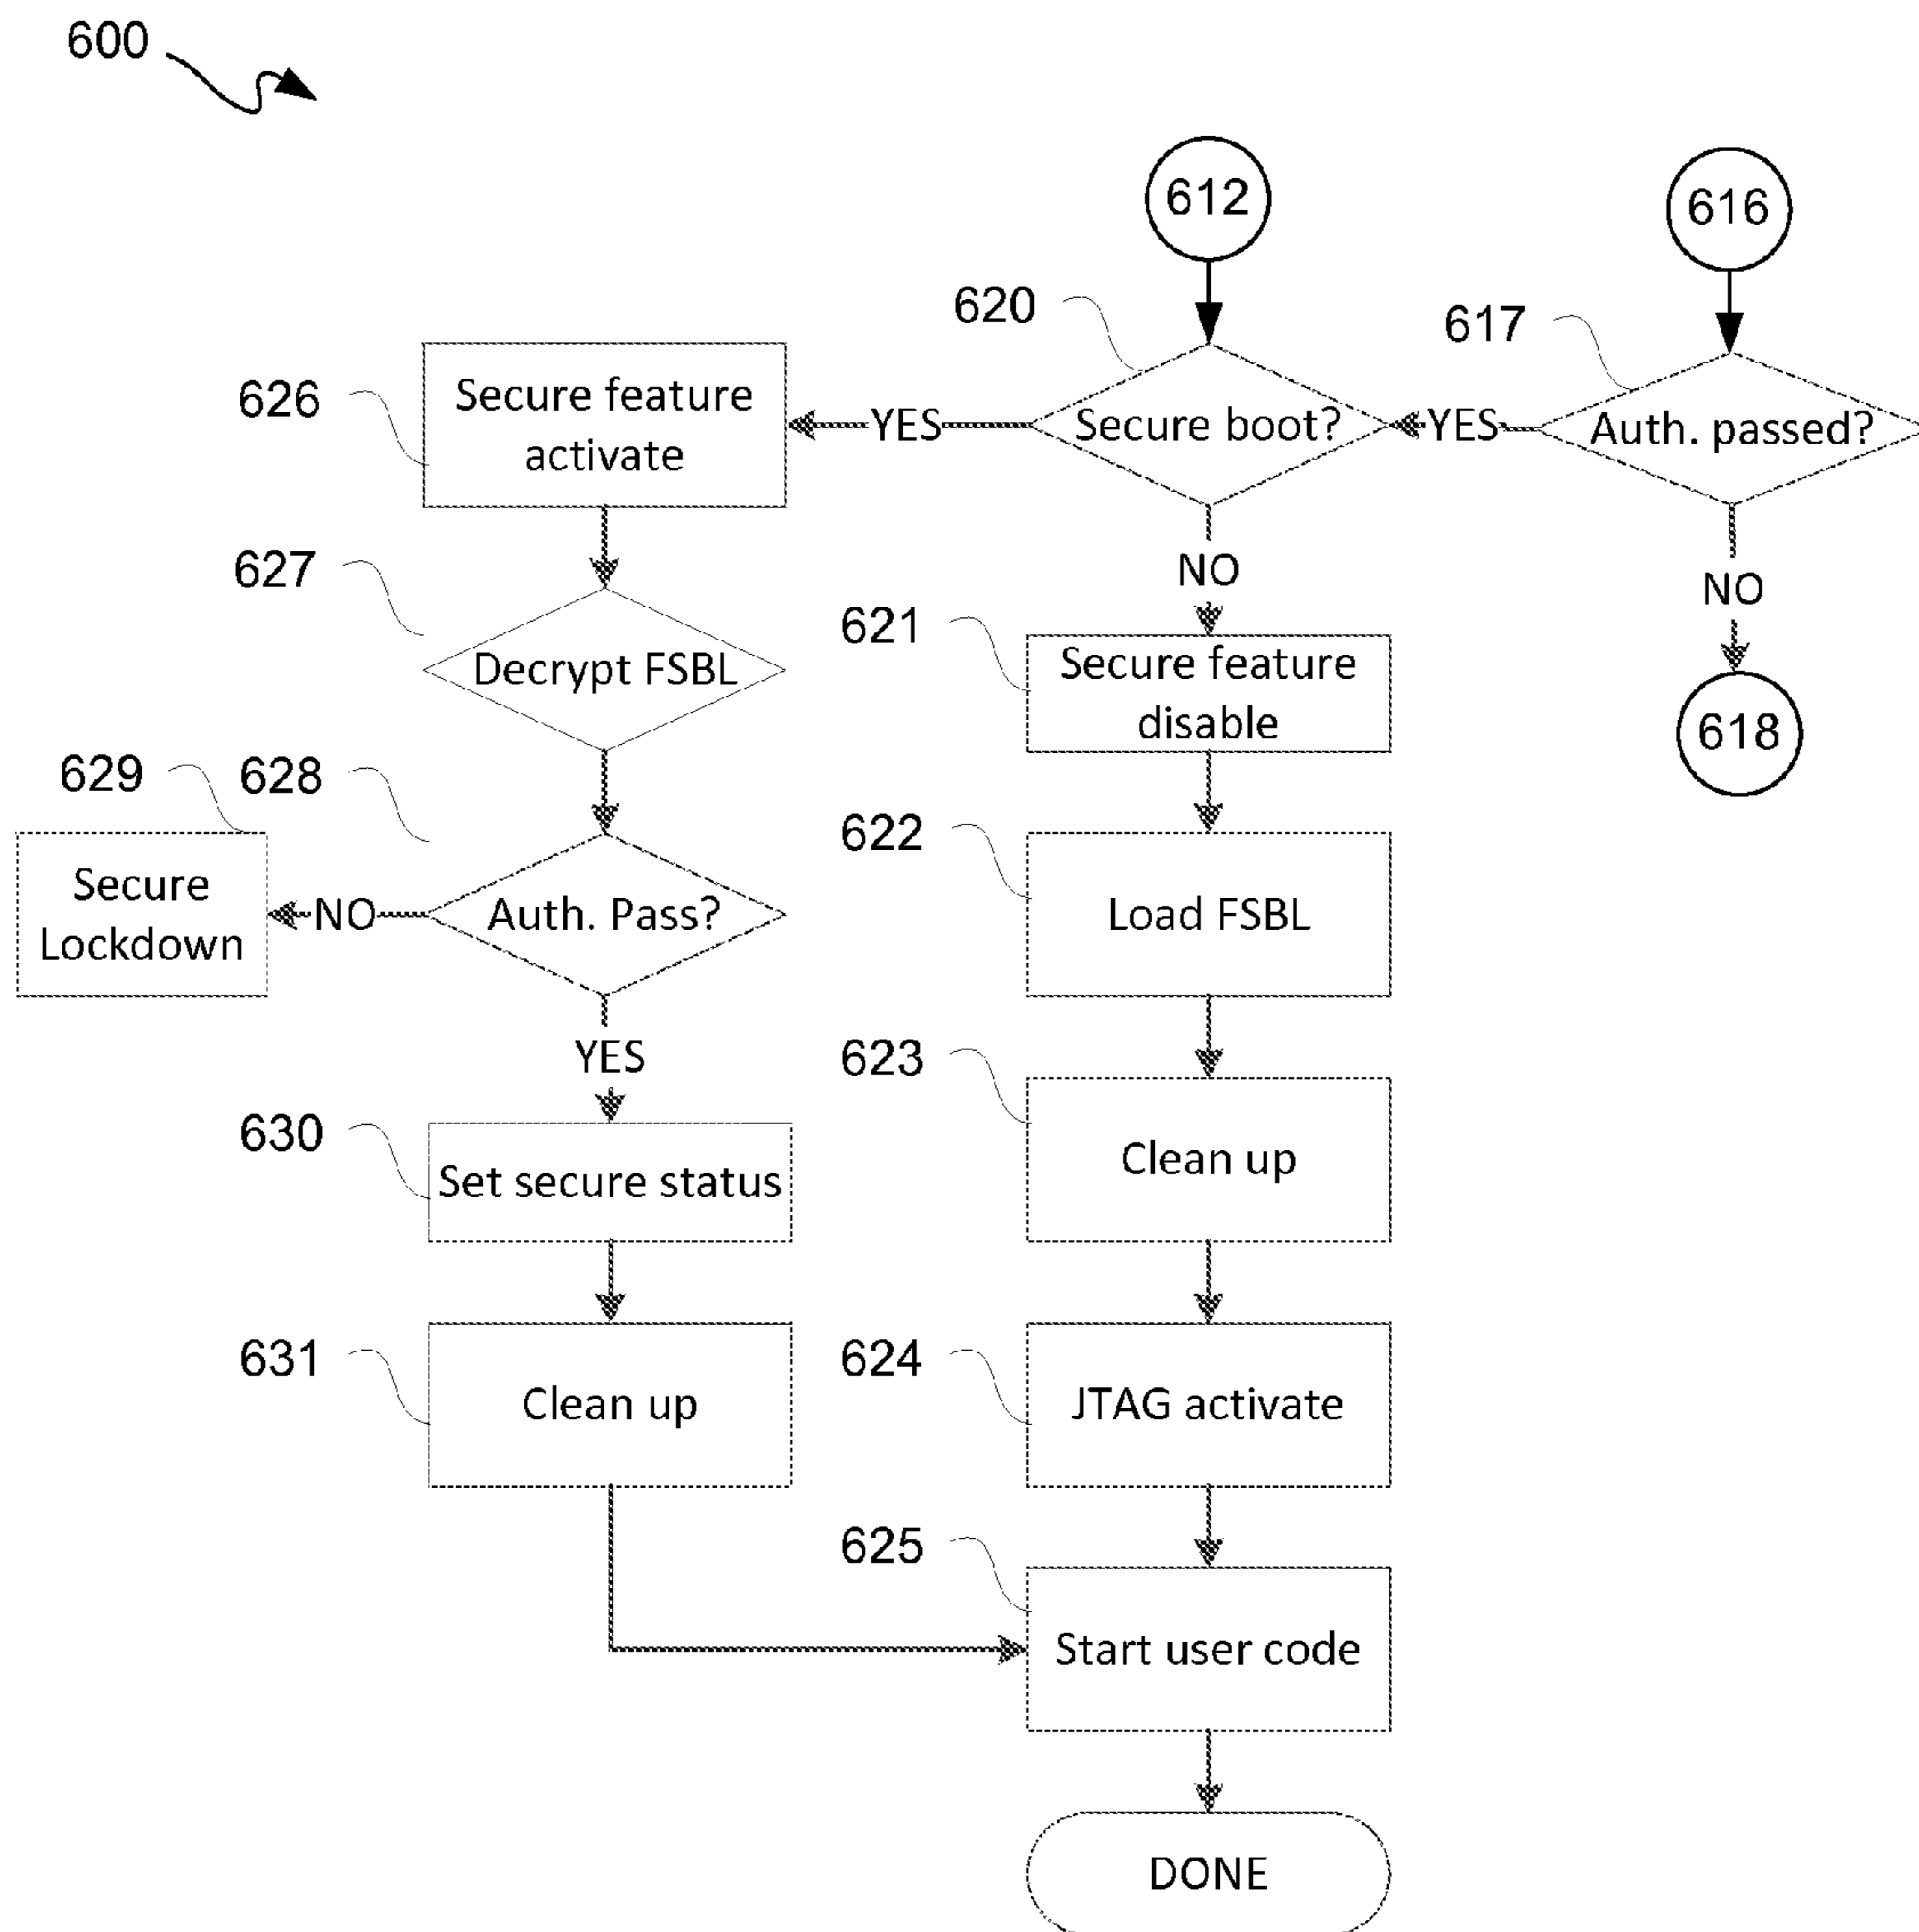 600
612
616
620
617
626
Secure feature
activate
YES
Secure boot?
YES
Auth. passed?
627
NO
NO
621
Decrypt FSBL
Secure feature
disable
618
629
628
622
Secure
Lockdown
NO
Auth. Pass?
Load FSBL
YES
623
630
Set secure status
Clean up
631
624
Clean up
JTAG activate
625
Start user code
DONE